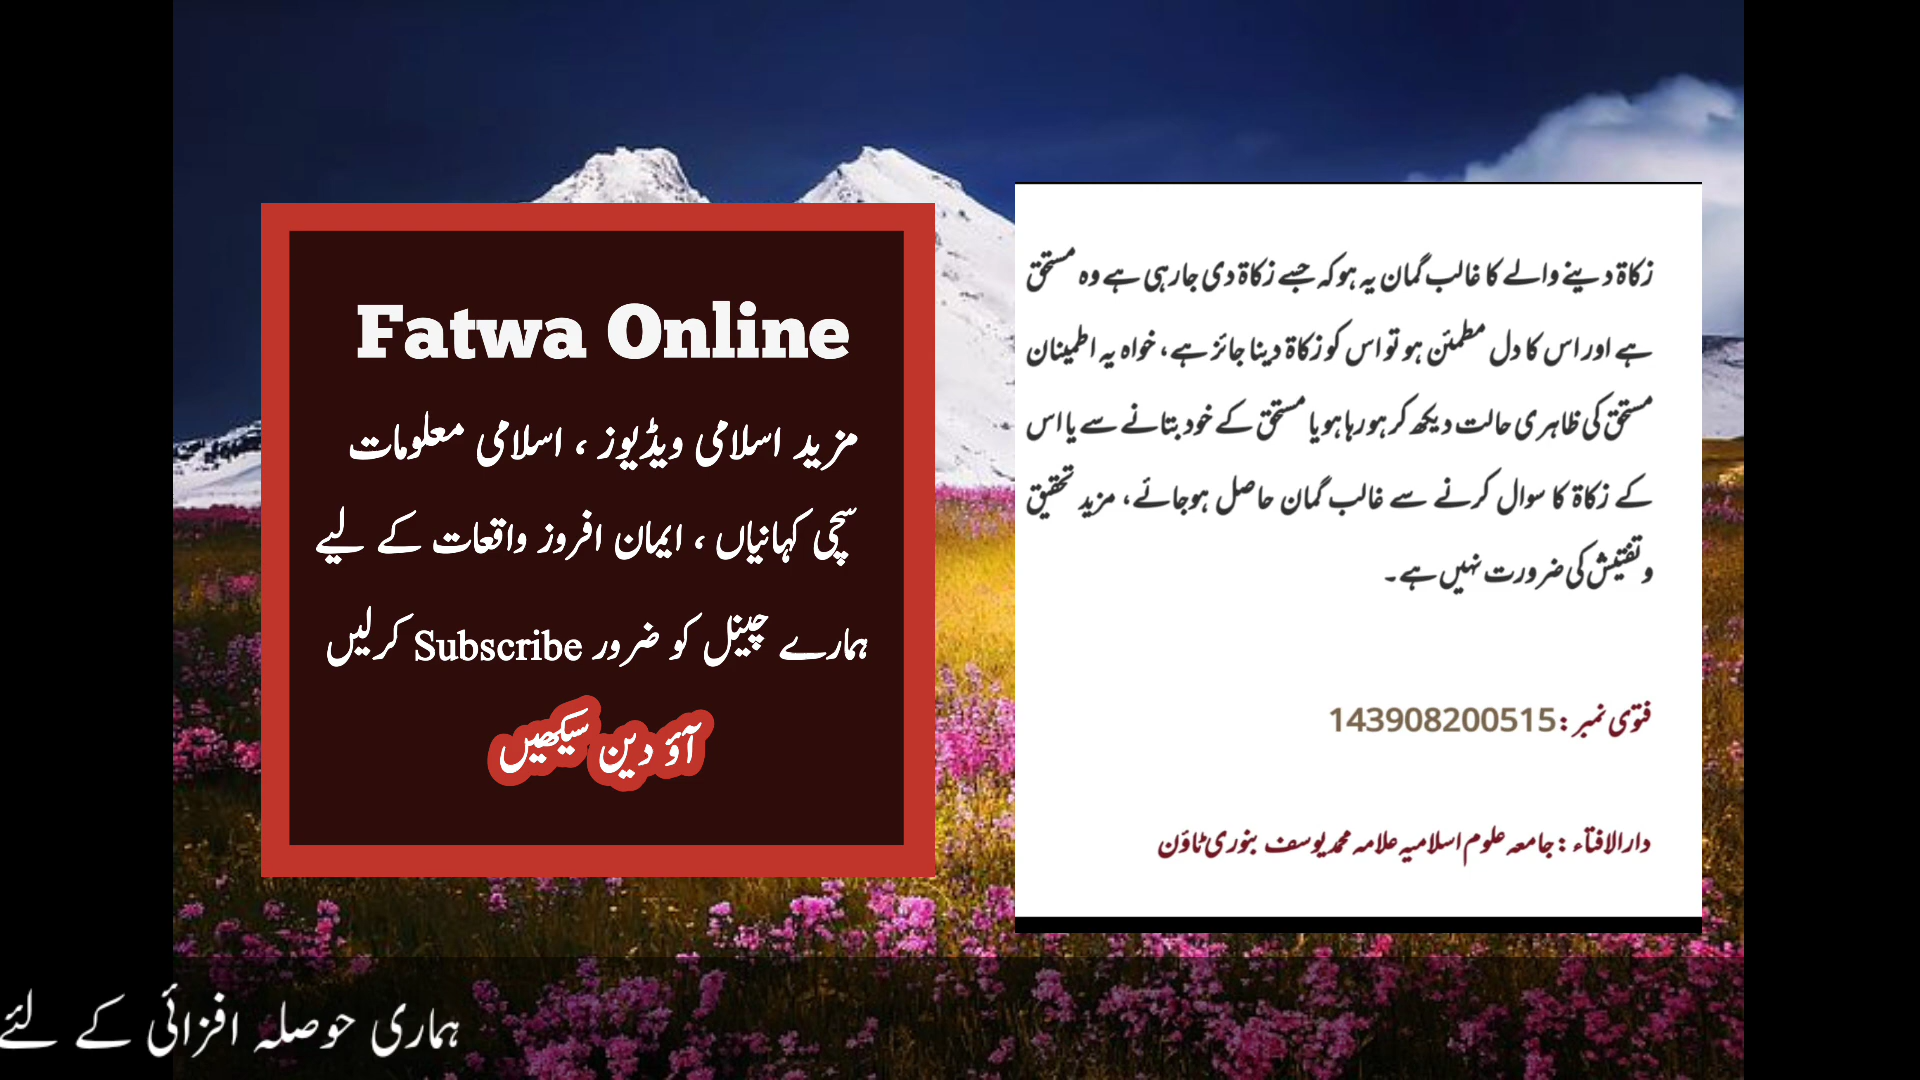 Fatwa Online
مزید اسلامی ویڈیوز ، اسلامی معلومات
سچی کہانیاں ، ایمان افروز واقعات کے لیے
ہمارے چینل کو ضرور Subscribe کرلیں
آؤ دین سیکھیں
زکاۃ دینے والے کا غالب گمان یہ ہو کہ جسے زکاۃ دی جارہی ہے وہ مستحق
ہے اور اس کا دل مطمئن ہو تو اس کو زکاۃ دینا جائز ہے، خواہ یہ اطمینان
مستحق کی ظاہری حالت دیکھ کر ہو رہا ہو یا مستحق کے خود بتانے سے یا اس
کے زکاۃ کا سوال کرنے سے غالب گمان حاصل ہوجائے، مزید تحقیق
و تفتیش کی ضرورت نہیں ہے۔
فتوی نمبر : 143908200515
دارالافتاء : جامعہ علوم اسلامیہ علامہ محمد یوسف بنوری ٹاؤن
ہماری حوصلہ افزائی کے لئے